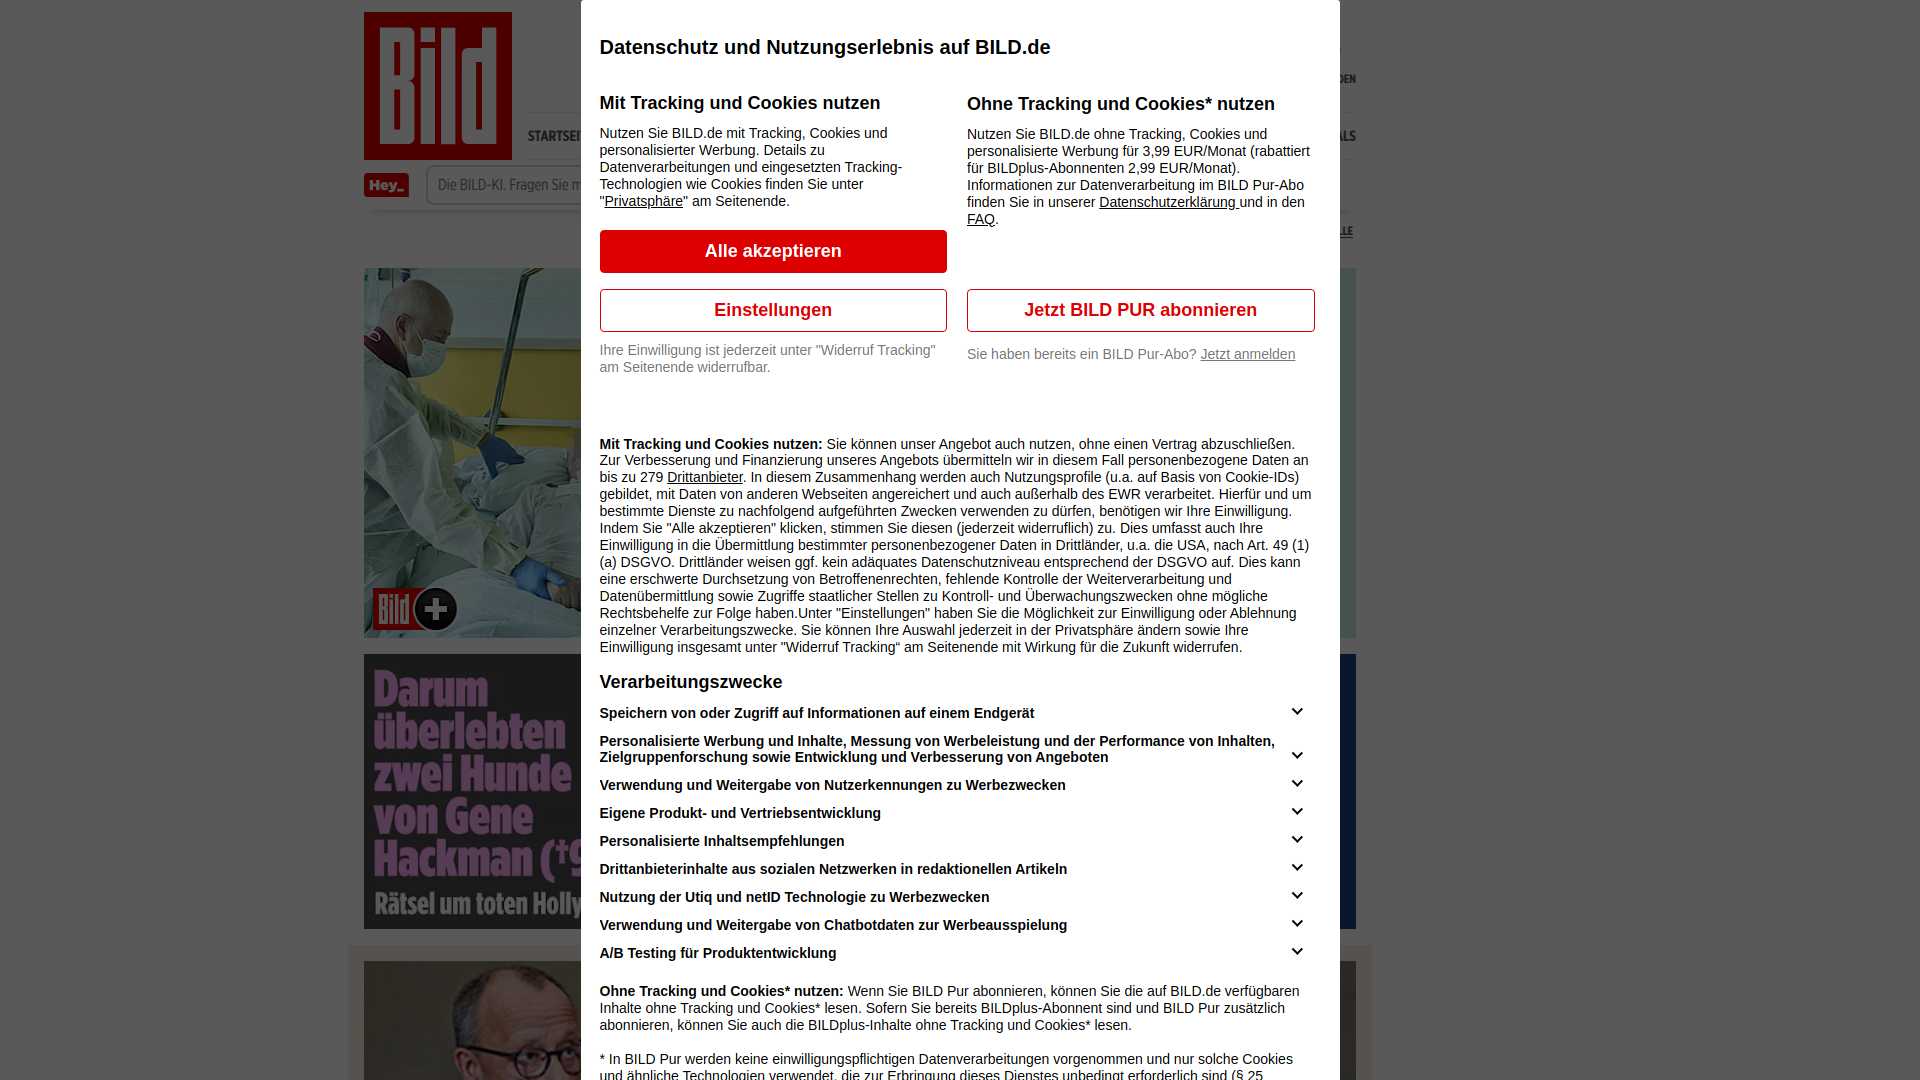 Bild
STARTSEI
Hey_
Die BILD-KI. Fragen Sie m
Bild
Darum
überlebten
zwei Hunde
von Gene
Hackman (†9
Rätsel um toten Holly
DEN
ALS
LLE
Datenschutz und Nutzungserlebnis auf BILD.de
Mit Tracking und Cookies nutzen
Nutzen Sie BILD.de mit Tracking, Cookies und
personalisierter Werbung. Details zu
Datenverarbeitungen und eingesetzten Tracking-
Technologien wie Cookies finden Sie unter
"Privatsphäre" am Seitenende.
Alle akzeptieren
Einstellungen
Ihre Einwilligung ist jederzeit unter "Widerruf Tracking"
am Seitenende widerrufbar.
Ohne Tracking und Cookies* nutzen
Nutzen Sie BILD.de ohne Tracking, Cookies und
personalisierte Werbung für 3,99 EUR/Monat (rabattiert
für BILDplus-Abonnenten 2,99 EUR/Monat).
Informationen zur Datenverarbeitung im BILD Pur-Abo
finden Sie in unserer Datenschutzerklärung und in den
FAQ.
Jetzt BILD PUR abonnieren
Sie haben bereits ein BILD Pur-Abo? Jetzt anmelden
Mit Tracking und Cookies nutzen: Sie können unser Angebot auch nutzen, ohne einen Vertrag abzuschließen.
Zur Verbesserung und Finanzierung unseres Angebots übermitteln wir in diesem Fall personenbezogene Daten an
bis zu 279 Drittanbieter. In diesem Zusammenhang werden auch Nutzungsprofile (u.a. auf Basis von Cookie-IDs)
gebildet, mit Daten von anderen Webseiten angereichert und auch außerhalb des EWR verarbeitet. Hierfür und um
bestimmte Dienste zu nachfolgend aufgeführten Zwecken verwenden zu dürfen, benötigen wir Ihre Einwilligung.
Indem Sie "Alle akzeptieren" klicken, stimmen Sie diesen (jederzeit widerruflich) zu. Dies umfasst auch Ihre
Einwilligung in die Übermittlung bestimmter personenbezogener Daten in Drittländer, u.a. die USA, nach Art. 49 (1)
(a) DSGVO. Drittländer weisen ggf. kein adäquates Datenschutzniveau entsprechend der DSGVO auf. Dies kann
eine erschwerte Durchsetzung von Betroffenenrechten, fehlende Kontrolle der Weiterverarbeitung und
Datenübermittlung sowie Zugriffe staatlicher Stellen zu Kontroll- und Überwachungszwecken ohne mögliche
Rechtsbehelfe zur Folge haben.Unter "Einstellungen" haben Sie die Möglichkeit zur Einwilligung oder Ablehnung
einzelner Verarbeitungszwecke. Sie können Ihre Auswahl jederzeit in der Privatsphäre ändern sowie Ihre
Einwilligung insgesamt unter "Widerruf Tracking“ am Seitenende mit Wirkung für die Zukunft widerrufen.
Verarbeitungszwecke
Speichern von oder Zugriff auf Informationen auf einem Endgerät
Personalisierte Werbung und Inhalte, Messung von Werbeleistung und der Performance von Inhalten,
Zielgruppenforschung sowie Entwicklung und Verbesserung von Angeboten
Verwendung und Weitergabe von Nutzerkennungen zu Werbezwecken
Eigene Produkt- und Vertriebsentwicklung
Personalisierte Inhaltsempfehlungen
Drittanbieterinhalte aus sozialen Netzwerken in redaktionellen Artikeln
Nutzung der Utiq und netID Technologie zu Werbezwecken
Verwendung und Weitergabe von Chatbotdaten zur Werbeausspielung
A/B Testing für Produktentwicklung
Ohne Tracking und Cookies* nutzen: Wenn Sie BILD Pur abonnieren, können Sie die auf BILD.de verfügbaren
Inhalte ohne Tracking und Cookies* lesen. Sofern Sie bereits BILDplus-Abonnent sind und BILD Pur zusätzlich
abonnieren, können Sie auch die BILDplus-Inhalte ohne Tracking und Cookies* lesen.
* In BILD Pur werden keine einwilligungspflichtigen Datenverarbeitungen vorgenommen und nur solche Cookies
und ähnliche Technologien verwendet, die zur Erbringung dieses Dienstes unbedingt erforderlich sind (§ 25